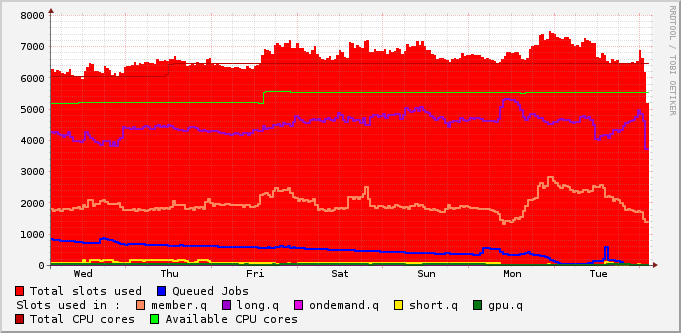 8000
7000
6000
5000
4000
3000
2000
1000
0
Wed Thu Fri Sat Sun Mon Tue
RRDTOOL / TOBI OETIKER
Total slots used Queued Jobs
Slots used in : member.q long.q ondemand.q short.q gpu.q
Total CPU cores Available CPU cores